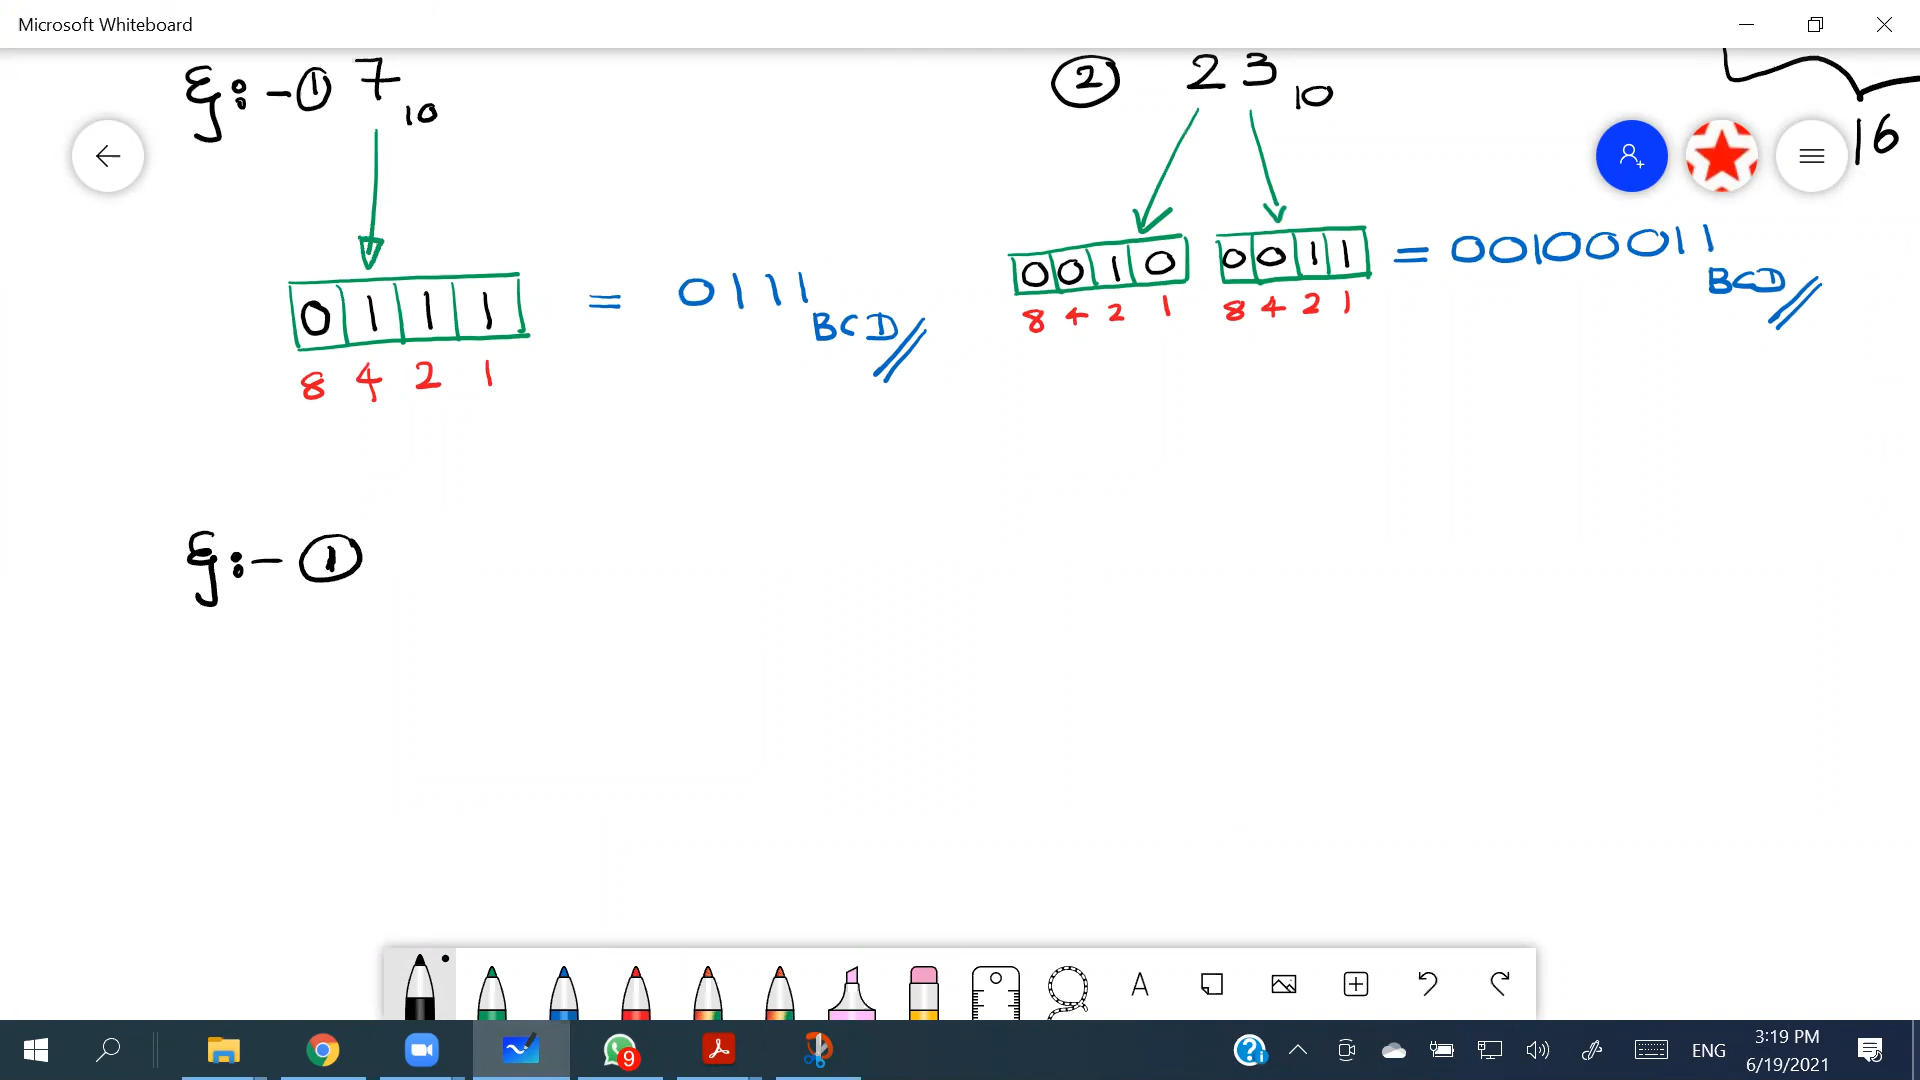 Microsoft Whiteboard
Eg:- ① 7₁₀
② 23₁₀
16
0 1 1 1 = 0111 BCD
8 4 2 1
0 0 1 0 0 0 1 1 = 00100011 BCD
8 4 2 1 8 4 2 1
Eg:- ①
A
9
ENG
3:19 PM
6/19/2021